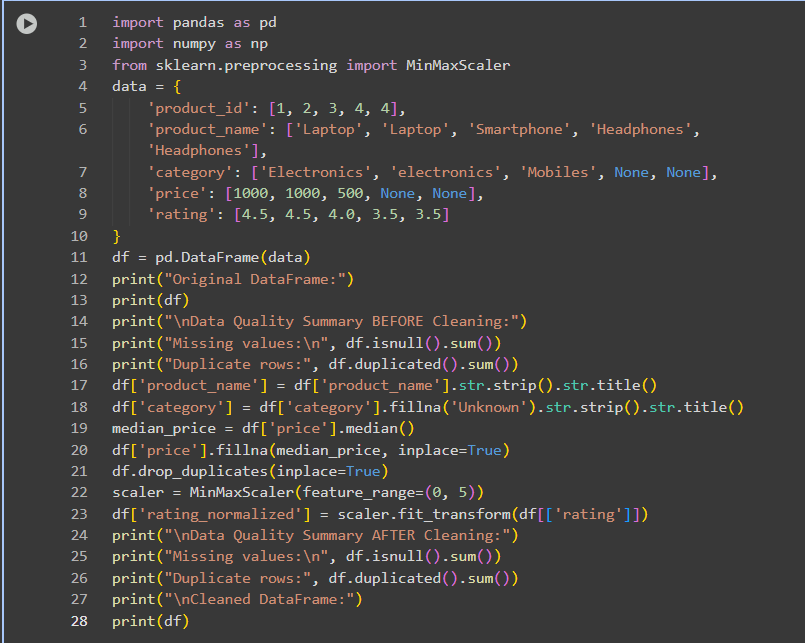 1 import pandas as pd
2 import numpy as np
3 from sklearn.preprocessing import MinMaxScaler
4 data = {
5     'product_id': [1, 2, 3, 4, 4],
6     'product_name': ['Laptop', 'Laptop', 'Smartphone', 'Headphones',
    'Headphones'],
7     'category': ['Electronics', 'electronics', 'Mobiles', None, None],
8     'price': [1000, 1000, 500, None, None],
9     'rating': [4.5, 4.5, 4.0, 3.5, 3.5]
10 }
11 df = pd.DataFrame(data)
12 print("Original DataFrame:")
13 print(df)
14 print("\nData Quality Summary BEFORE Cleaning:")
15 print("Missing values:\n", df.isnull().sum())
16 print("Duplicate rows:", df.duplicated().sum())
17 df['product_name'] = df['product_name'].str.strip().str.title()
18 df['category'] = df['category'].fillna('Unknown').str.strip().str.title()
19 median_price = df['price'].median()
20 df['price'].fillna(median_price, inplace=True)
21 df.drop_duplicates(inplace=True)
22 scaler = MinMaxScaler(feature_range=(0, 5))
23 df['rating_normalized'] = scaler.fit_transform(df[['rating']])
24 print("\nData Quality Summary AFTER Cleaning:")
25 print("Missing values:\n", df.isnull().sum())
26 print("Duplicate rows:", df.duplicated().sum())
27 print("\nCleaned DataFrame:")
28 print(df)